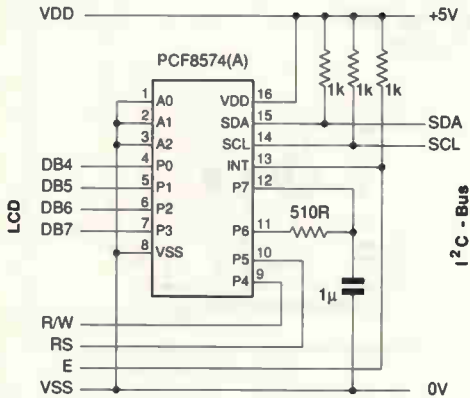 VDD
+5V
PCF8574(A)
1k 1k 1k
1 A0 VDD 16
2 A1 SDA 15 SDA
3 A2 SCL 14 SCL
DB4 4 P0 INT 13
DB5 5 P1 P7 12
DB6 6 P2 P6 11 510R
DB7 7 P3 P5 10
8 VSS P4 9
1µ
LCD
I²C - Bus
R/W
RS
E
VSS
0V